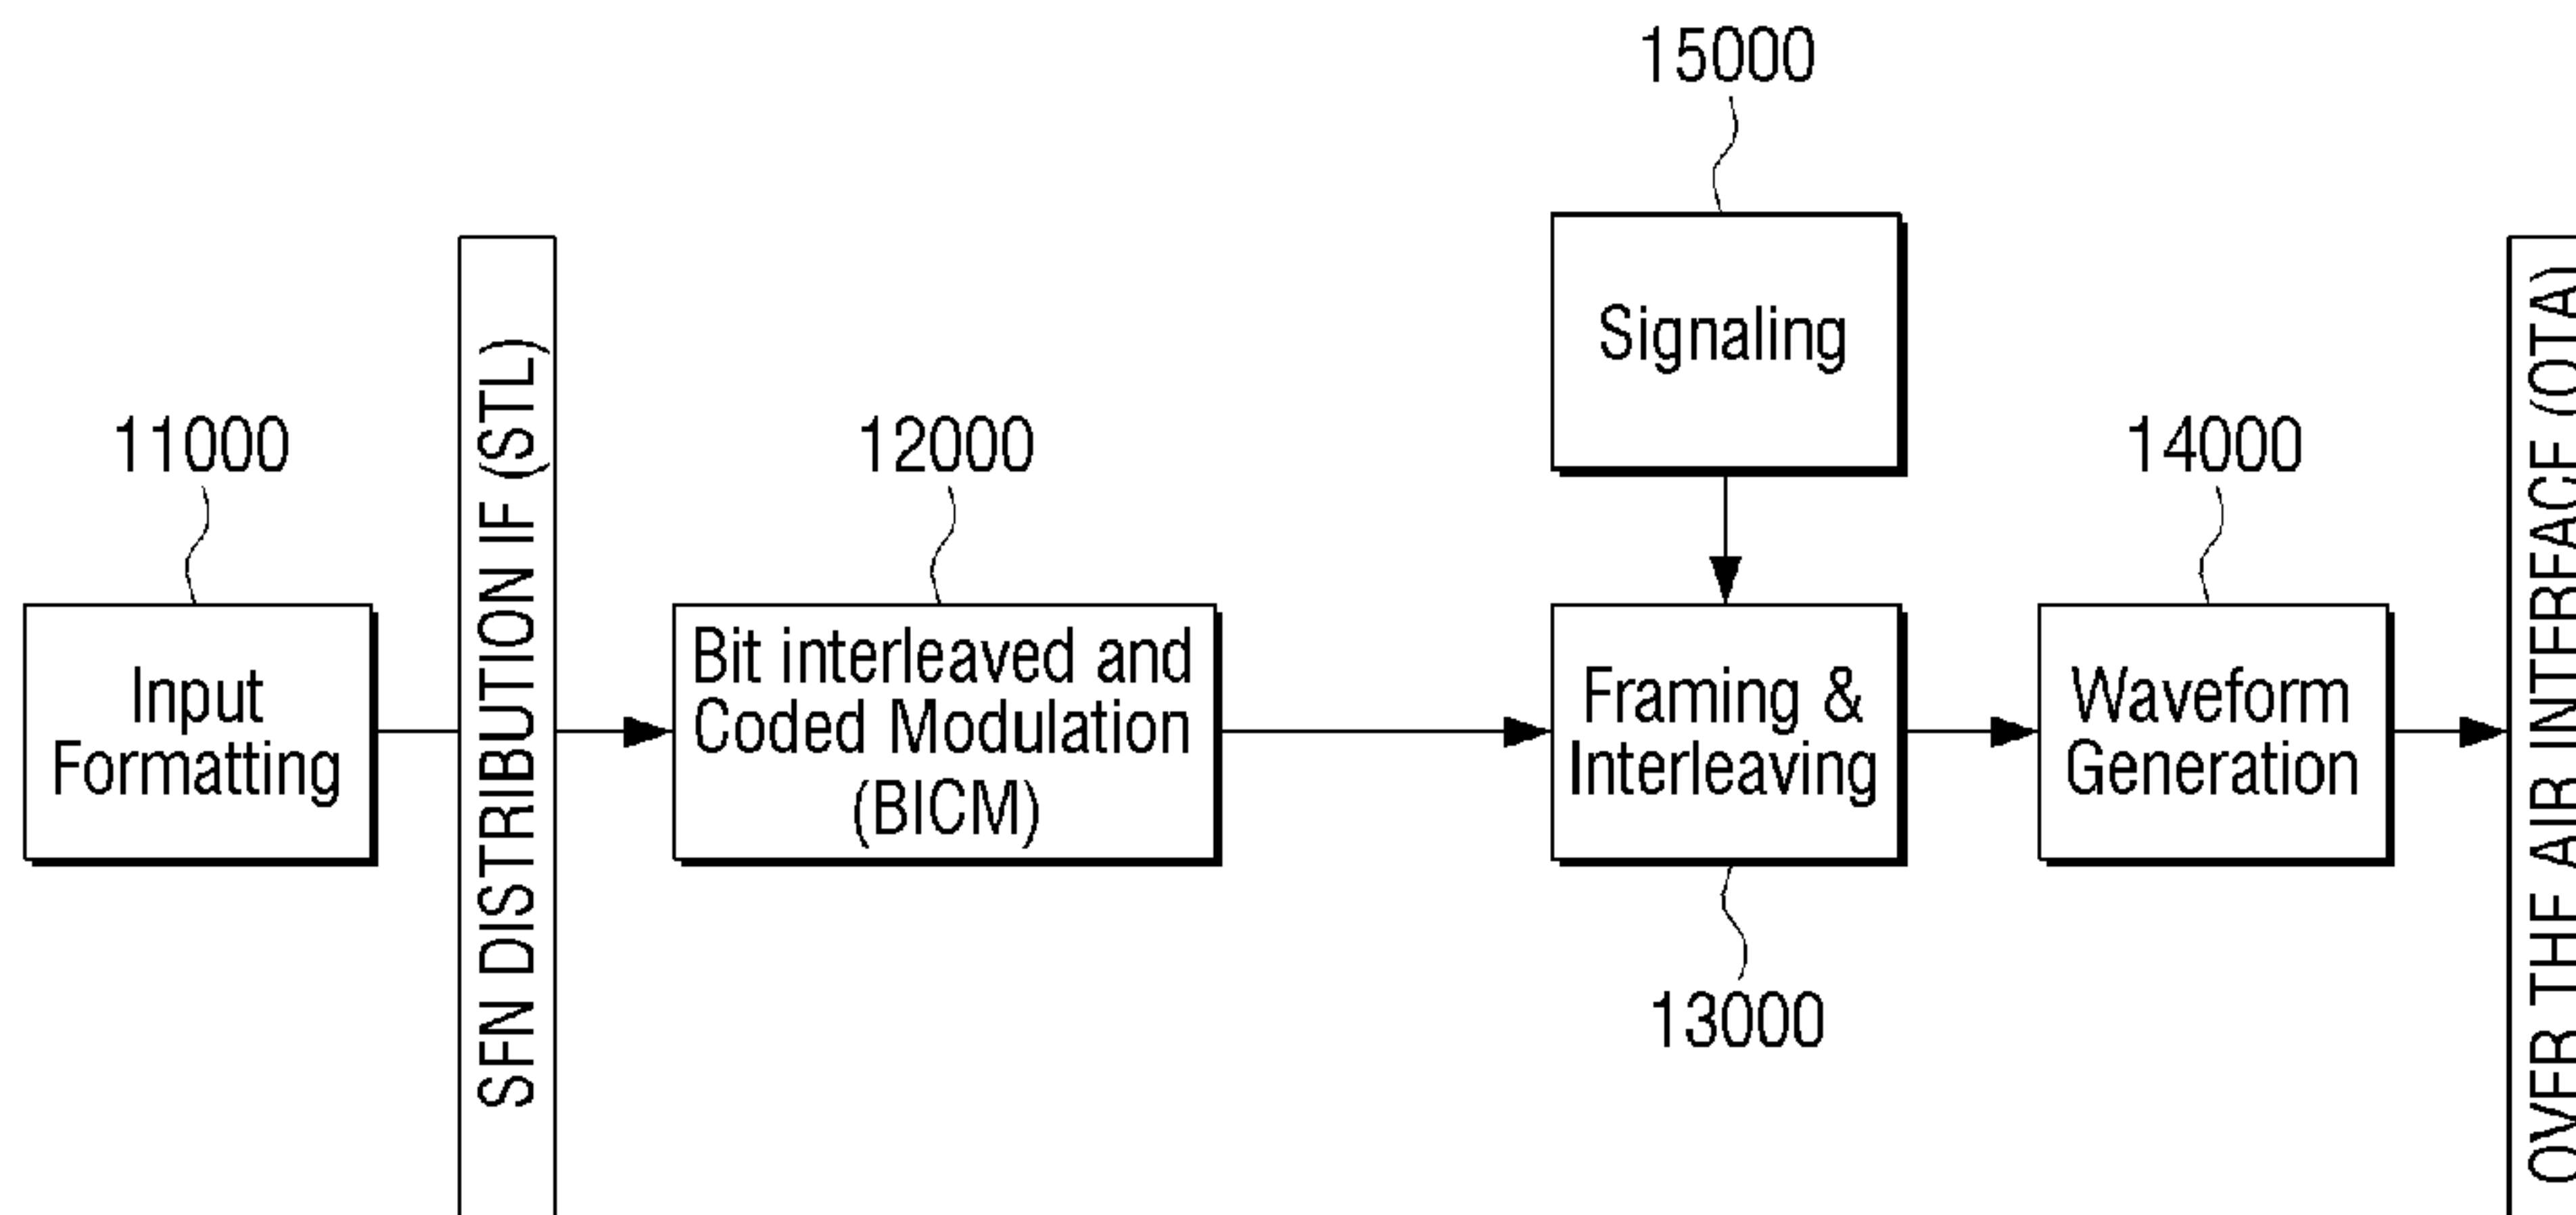 15000
Signaling
11000
Input
Formatting
SFN DISTRIBUTION IF (STL)
12000
Bit interleaved and
Coded Modulation
(BICM)
Framing &
Interleaving
13000
14000
Waveform
Generation
OVER THE AIR INTERFACE (OTA)